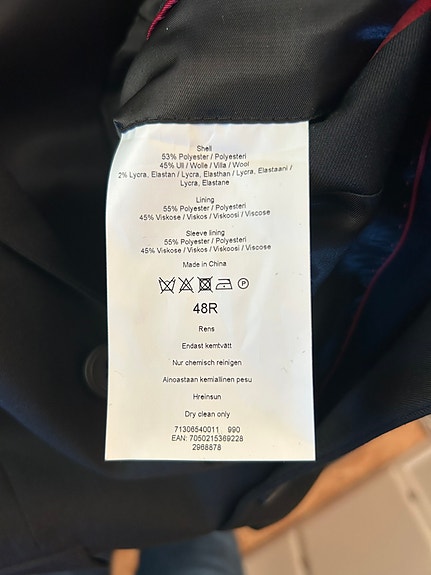 Shell
53% Polyester / Polyesteri
45% Ull / Wolle / Villa / Wool
2% Lycra, Elastan / Lycra, Elasthan / Lycra, Elastaani /
Lycra, Elastane
Lining
55% Polyester / Polyesteri
45% Viskose / Viskos / Viskoosi / Viscose
Sleeve lining
55% Polyester / Polyesteri
45% Viskose / Viskos / Viskoosi / Viscose
Made in China
P
48R
Rens
Endast kemtvätt
Nur chemisch reinigen
Ainoastaan kemiallinen pesu
Hreinsun
Dry clean only
71306540011 990
EAN: 7050215369228
2968878